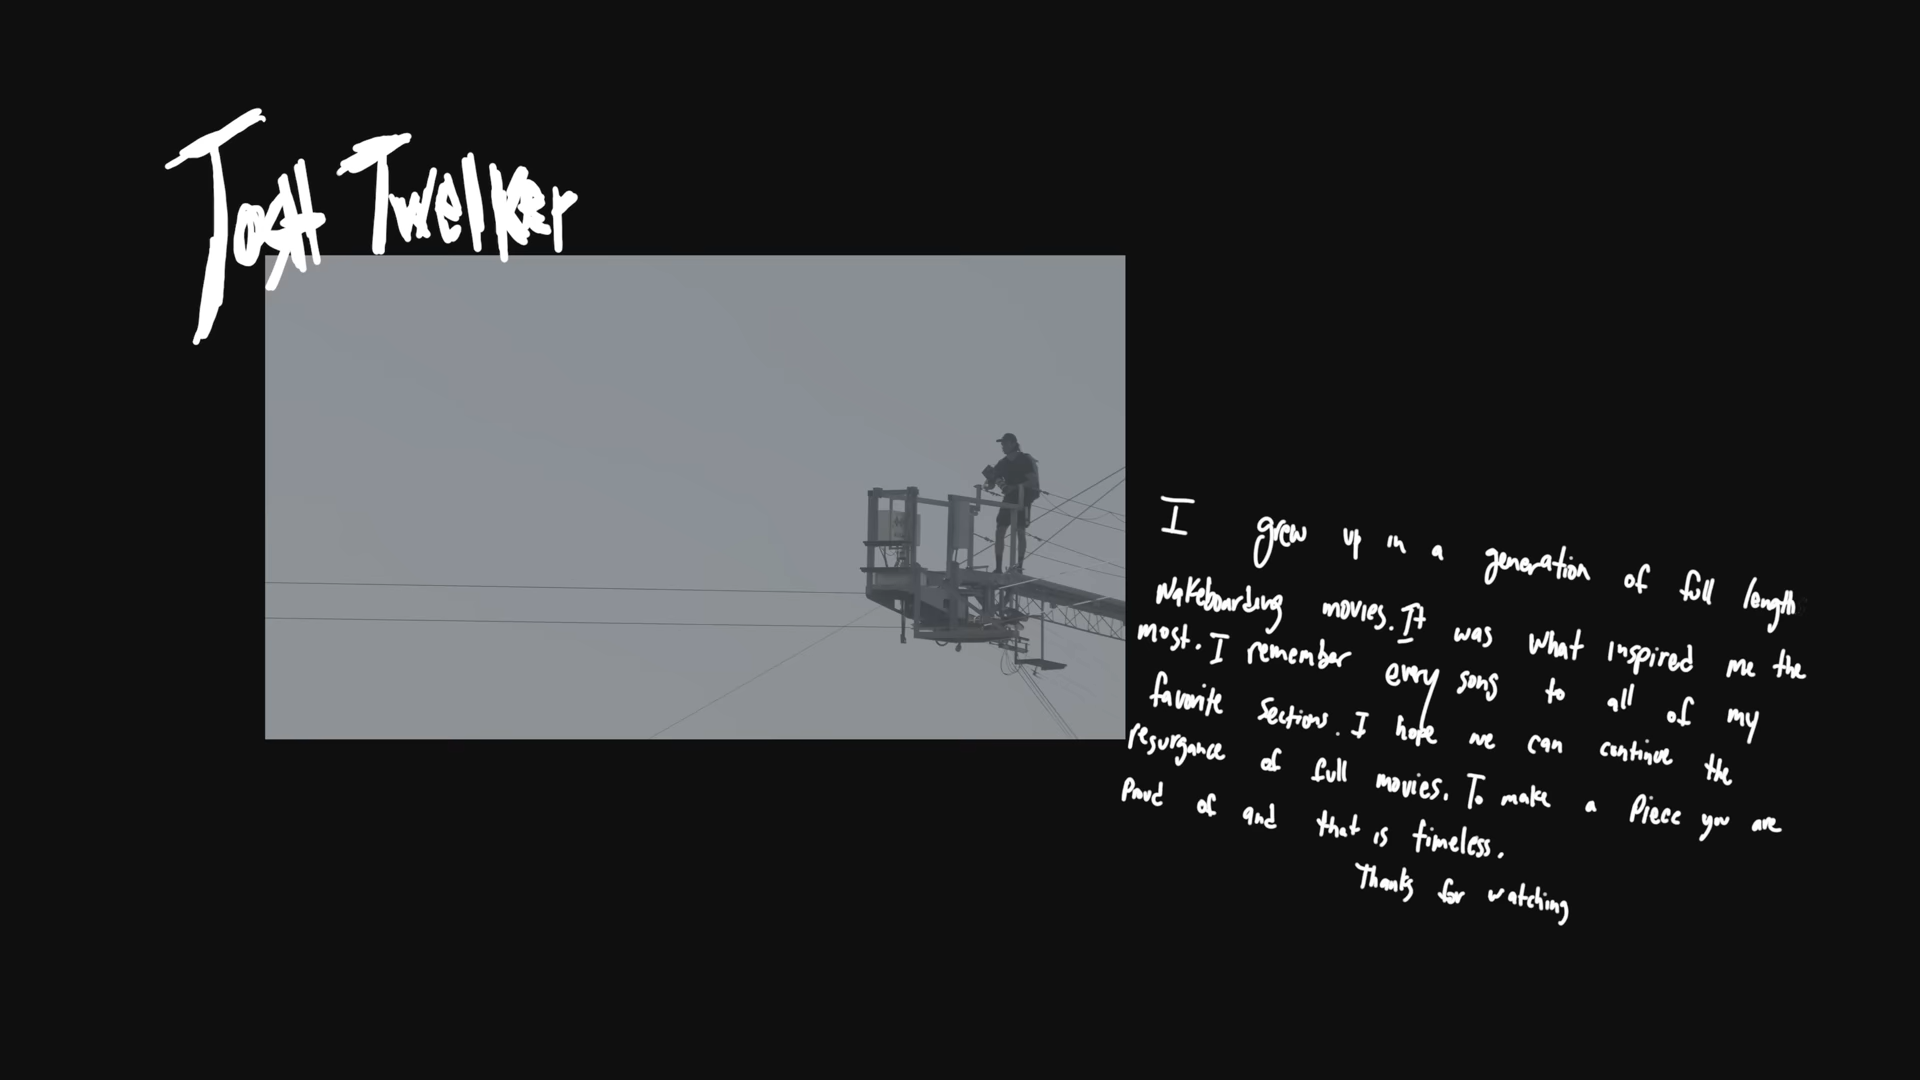 Josh Twelker
I grew up in a generation of full length
wakeboarding movies. It was what inspired me the
most. I remember every song to all of my
favorite sections. I hope we can continue the
resurgance of full movies. To make a piece you are
proud of and that is timeless.
Thanks for watching